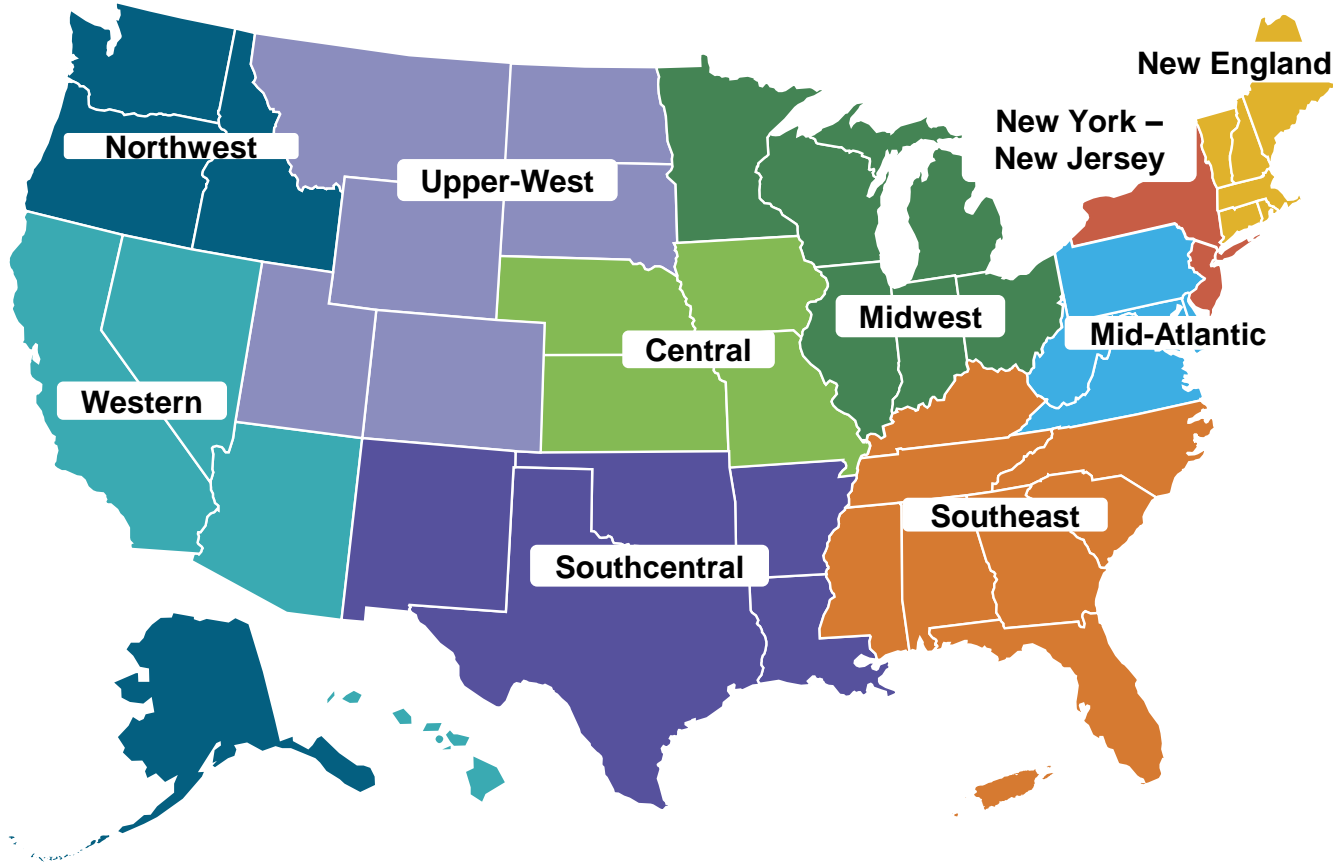 New England
New York –
New Jersey
Northwest
Upper-West
Midwest
Mid-Atlantic
Central
Western
Southeast
Southcentral